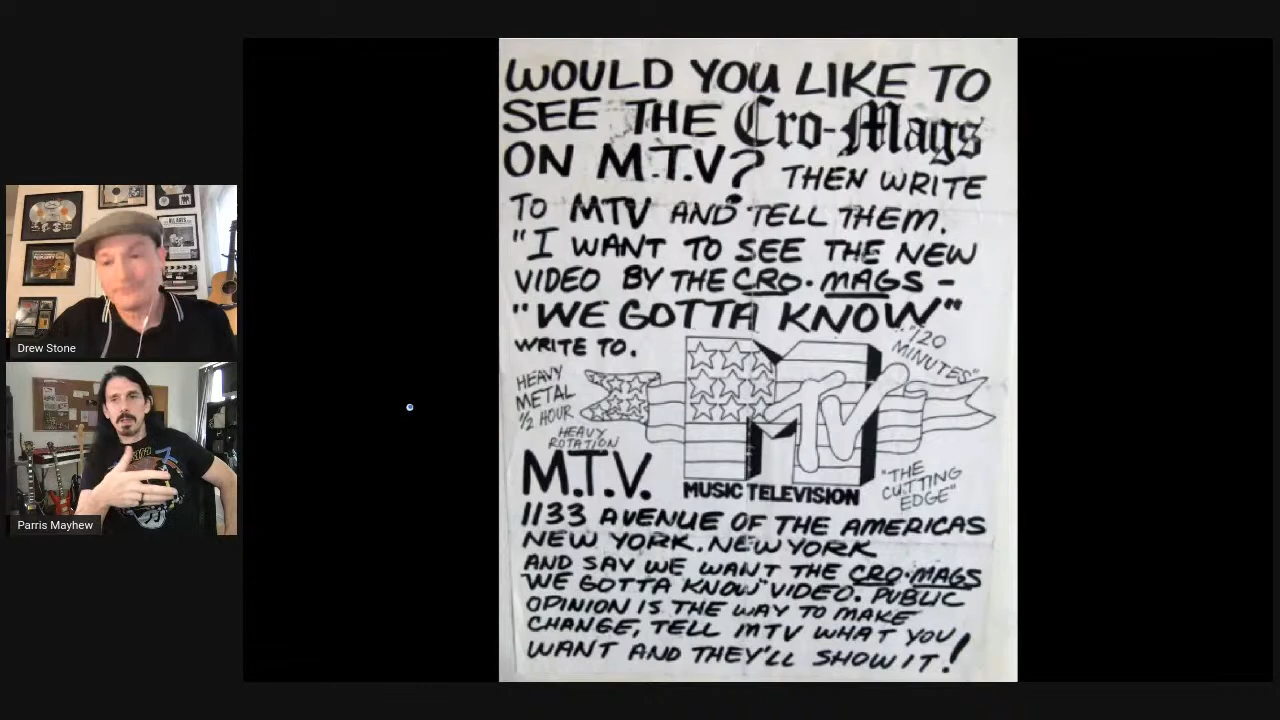 WOULD YOU LIKE TO
SEE THE Cro-Mags
ON M.T.V? THEN WRITE
TO MTV AND TELL THEM.
"I WANT TO SEE THE NEW
VIDEO BY THE CRO-MAGS -
"WE GOTTA KNOW"
WRITE TO.
"120
MINUTES"
HEAVY
METAL
1/2 HOUR
HEAVY
ROTATION
MTV
MUSIC TELEVISION
"THE
CUTTING
EDGE"
M.T.V.
1133 AVENUE OF THE AMERICAS
NEW YORK. NEW YORK
AND SAY WE WANT THE CRO-MAGS
"WE GOTTA KNOW" VIDEO. PUBLIC
OPINION IS THE WAY TO MAKE
CHANGE, TELL MTV WHAT YOU
WANT AND THEY'LL SHOW IT!
Drew Stone
Parris Mayhew